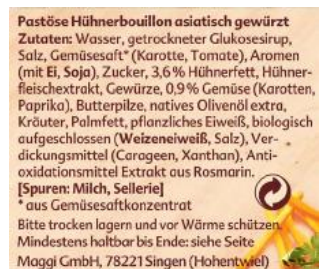 Pastöse Hühnerbouillon asiatisch gewürzt
Zutaten: Wasser, getrockneter Glukosesirup,
Salz, Gemüsesaft* (Karotte, Tomate), Aromen
(mit Ei, Soja), Zucker, 3,6% Hühnerfett, Hühner-
fleischextrakt, Gewürze, 0,9% Gemüse (Karotten,
Paprika), Butterpilze, natives Olivenöl extra,
Kräuter, Palmfett, pflanzliches Eiweiß, biologisch
aufgeschlossen (Weizeneiweiß, Salz), Ver-
dickungsmittel (Carageen, Xanthan), Anti-
oxidationsmittel Extrakt aus Rosmarin.
[Spuren: Milch, Sellerie]
* aus Gemüsesaftkonzentrat
Bitte trocken lagern und vor Wärme schützen.
Mindestens haltbar bis Ende: siehe Seite
Maggi GmbH, 78221 Singen (Hohentwiel)